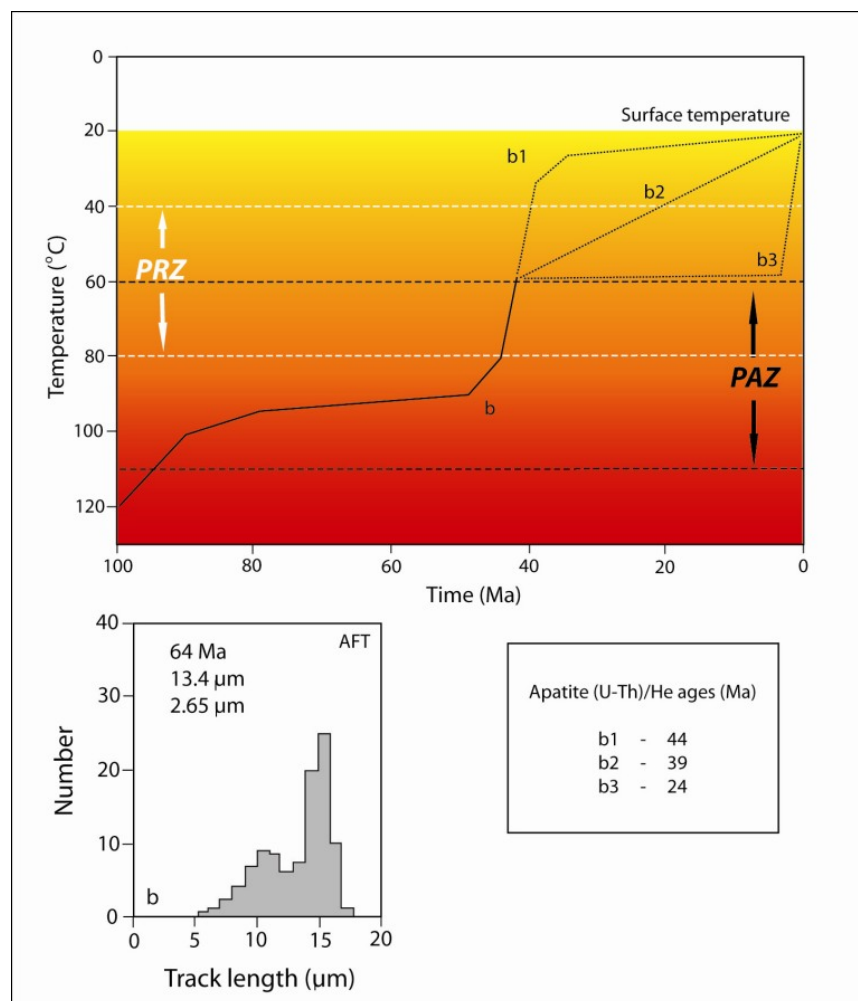 0
20
40
60
80
100
120
Temperature (°C)
Surface temperature
b1
b2
b3
b
PRZ
PAZ
100
80
60
40
20
0
Time (Ma)
40
30
20
10
0
Number
64 Ma
13.4 µm
2.65 µm
AFT
b
0
5
10
15
20
Track length (µm)
Apatite (U-Th)/He ages (Ma)
b1 - 44
b2 - 39
b3 - 24